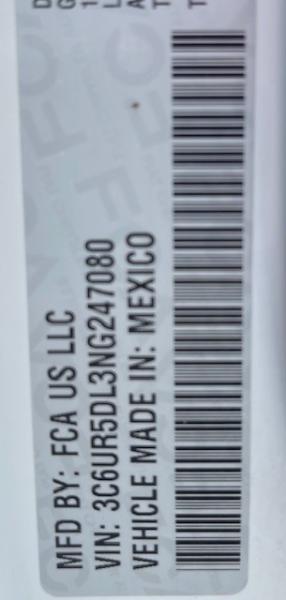 MFD BY: FCA US LLC
VIN: 3C6UR5DL3NG247080
VEHICLE MADE IN: MEXICO